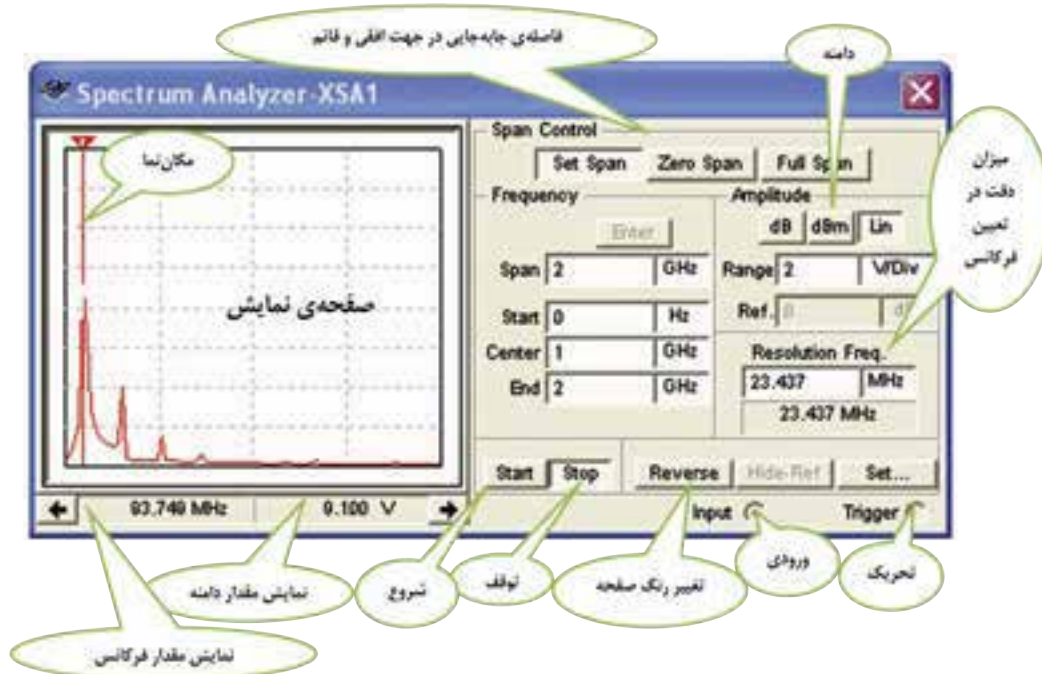 فاصله‌ی جابه‌جایی در جهت افقی و قائم
دامنه
Spectrum Analyzer-XSA1
مکان‌نما
صفحه‌ی نمایش
Span Control
Set Span Zero Span Full Span
Frequency
Enter
Span 2 GHz
Start 0 Hz
Center 1 GHz
End 2 GHz
Amplitude
dB dBm Lin
Range 2 V/Div
Ref. 0
Resolution Freq.
23.437 MHz
23.437 MHz
میزان
دقت در
تعیین
فرکانس
Start Stop Reverse Hide-Ref Set...
93.749 MHz 9.100 V
Input Trigger
نمایش مقدار دامنه
شروع
توقف
تغییر رنگ صفحه
ورودی
تحریک
نمایش مقدار فرکانس